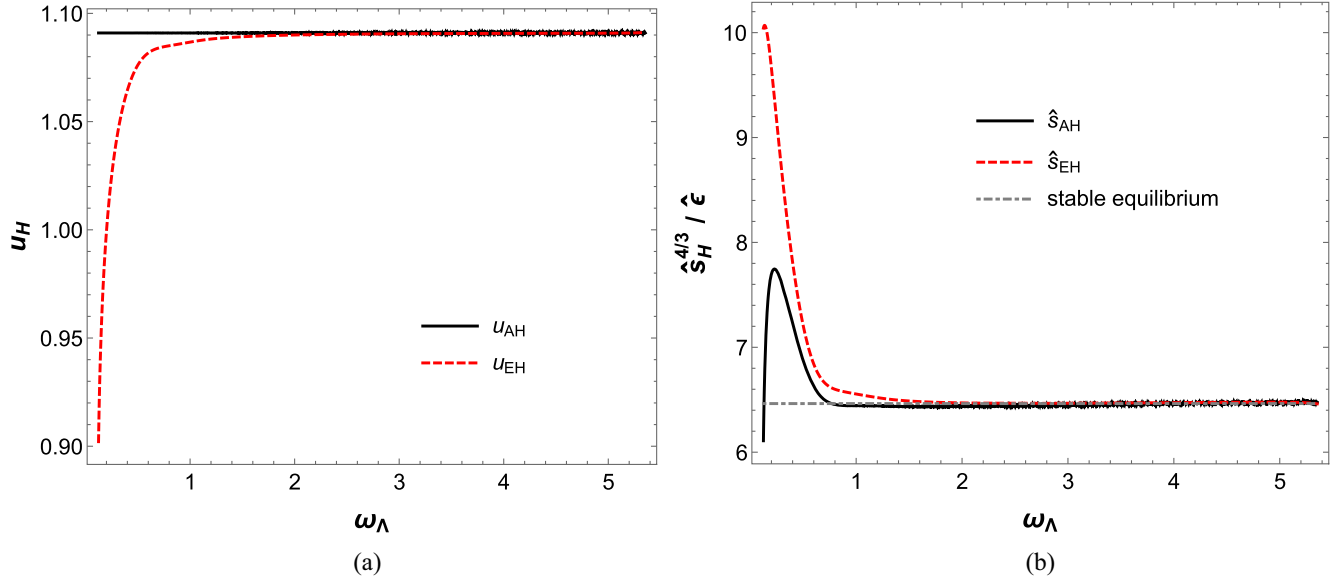 1.10
1.05
1.00
0.95
0.90
u_H
u_AH
u_EH
1 2 3 4 5
ω_Λ
(a)
10
9
8
7
6
ŝ_H^{4/3} / ε̂
ŝ_AH
ŝ_EH
stable equilibrium
1 2 3 4 5
ω_Λ
(b)